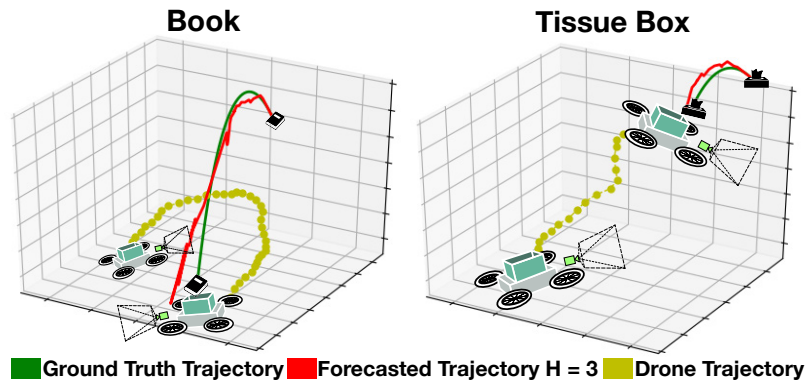 Book
Tissue Box
Ground Truth Trajectory
Forecasted Trajectory H = 3
Drone Trajectory